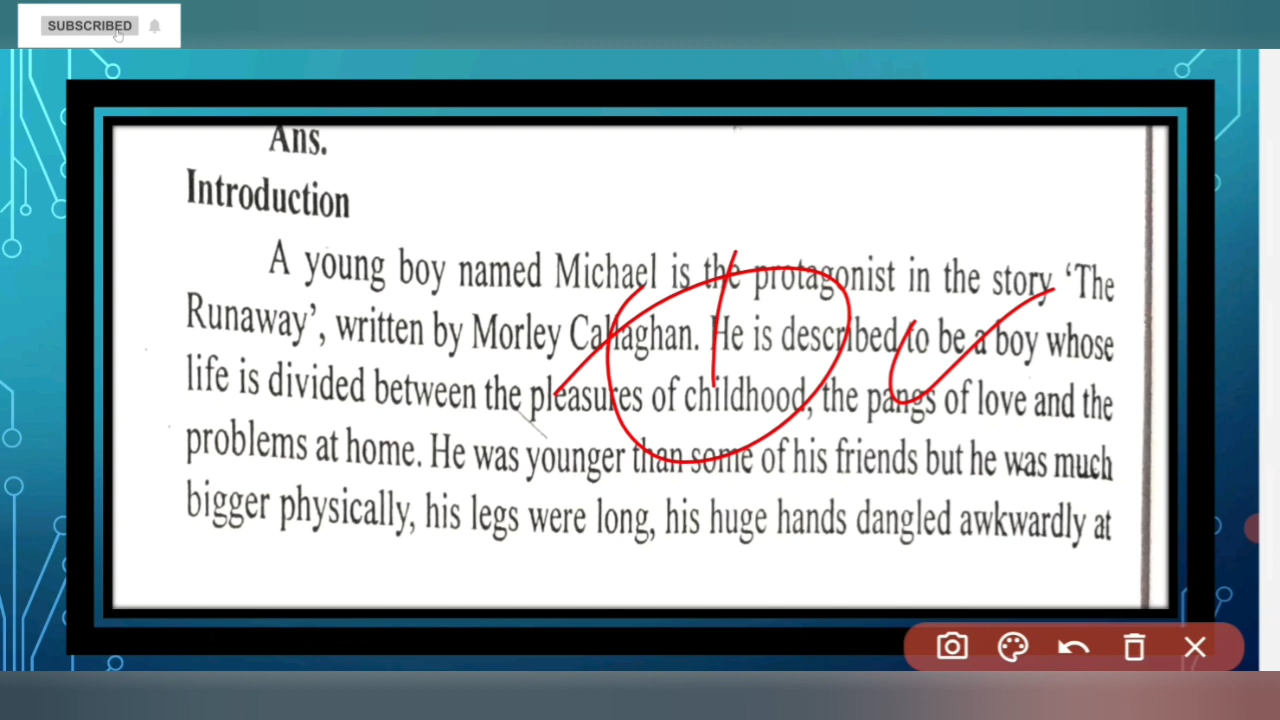 SUBSCRIBED
Ans.
Introduction
A young boy named Michael is the protagonist in the story ‘The
Runaway’, written by Morley Callaghan. He is described to be a boy whose
life is divided between the pleasures of childhood, the pangs of love and the
problems at home. He was younger than some of his friends but he was much
bigger physically, his legs were long, his huge hands dangled awkwardly at